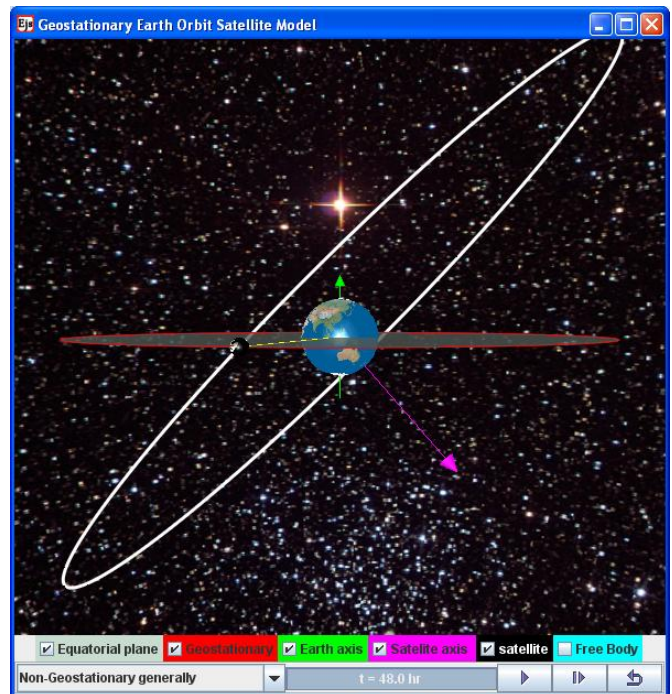 Ejs Geostationary Earth Orbit Satellite Model
Equatorial plane Geostationary Earth axis Satelite axis satellite Free Body
Non-Geostationary generally t = 48.0 hr